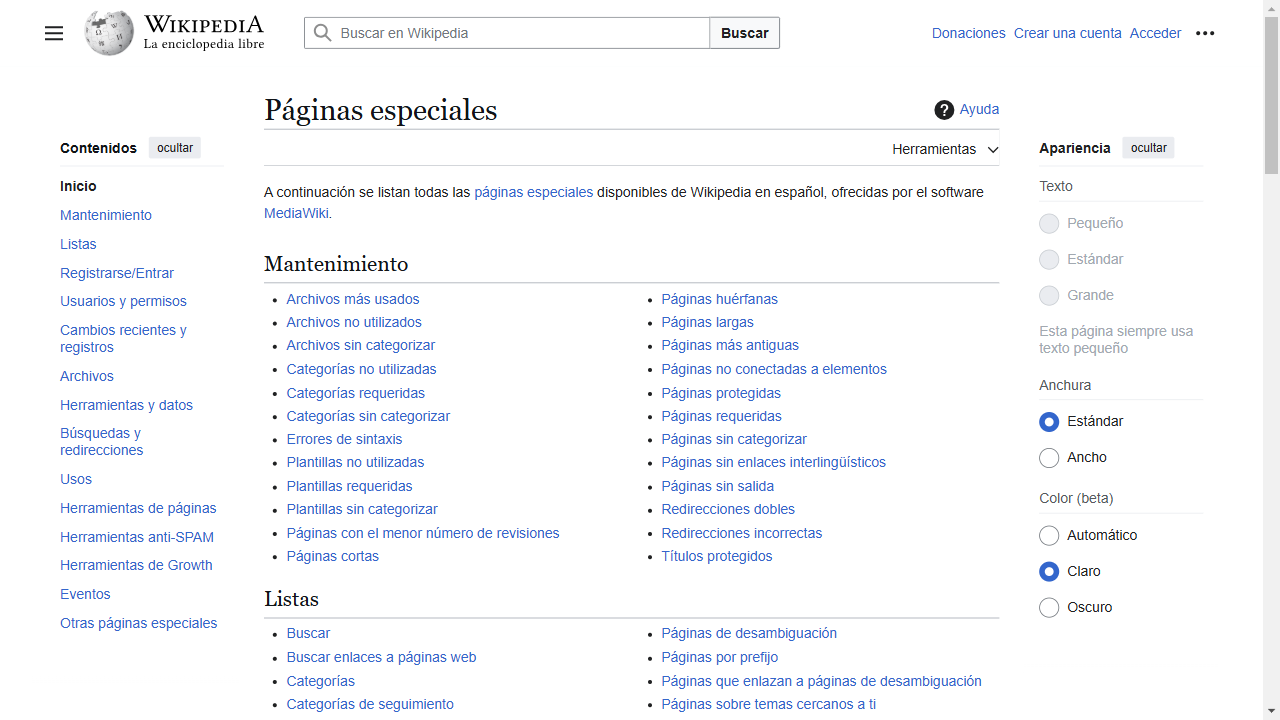 WIKIPEDIA
La enciclopedia libre
Buscar en Wikipedia
Buscar
Donaciones Crear una cuenta Acceder
Páginas especiales
Ayuda
Herramientas
Contenidos ocultar
Inicio
Mantenimiento
Listas
Registrarse/Entrar
Usuarios y permisos
Cambios recientes y
registros
Archivos
Herramientas y datos
Búsquedas y
redirecciones
Usos
Herramientas de páginas
Herramientas anti-SPAM
Herramientas de Growth
Eventos
Otras páginas especiales
A continuación se listan todas las páginas especiales disponibles de Wikipedia en español, ofrecidas por el software
MediaWiki.
Mantenimiento
Archivos más usados
Archivos no utilizados
Archivos sin categorizar
Categorías no utilizadas
Categorías requeridas
Categorías sin categorizar
Errores de sintaxis
Plantillas no utilizadas
Plantillas requeridas
Plantillas sin categorizar
Páginas con el menor número de revisiones
Páginas cortas
Páginas huérfanas
Páginas largas
Páginas más antiguas
Páginas no conectadas a elementos
Páginas protegidas
Páginas requeridas
Páginas sin categorizar
Páginas sin enlaces interlingüísticos
Páginas sin salida
Redirecciones dobles
Redirecciones incorrectas
Títulos protegidos
Listas
Buscar
Buscar enlaces a páginas web
Categorías
Categorías de seguimiento
Páginas de desambiguación
Páginas por prefijo
Páginas que enlazan a páginas de desambiguación
Páginas sobre temas cercanos a ti
Apariencia ocultar
Texto
Pequeño
Estándar
Grande
Esta página siempre usa
texto pequeño
Anchura
Estándar
Ancho
Color (beta)
Automático
Claro
Oscuro